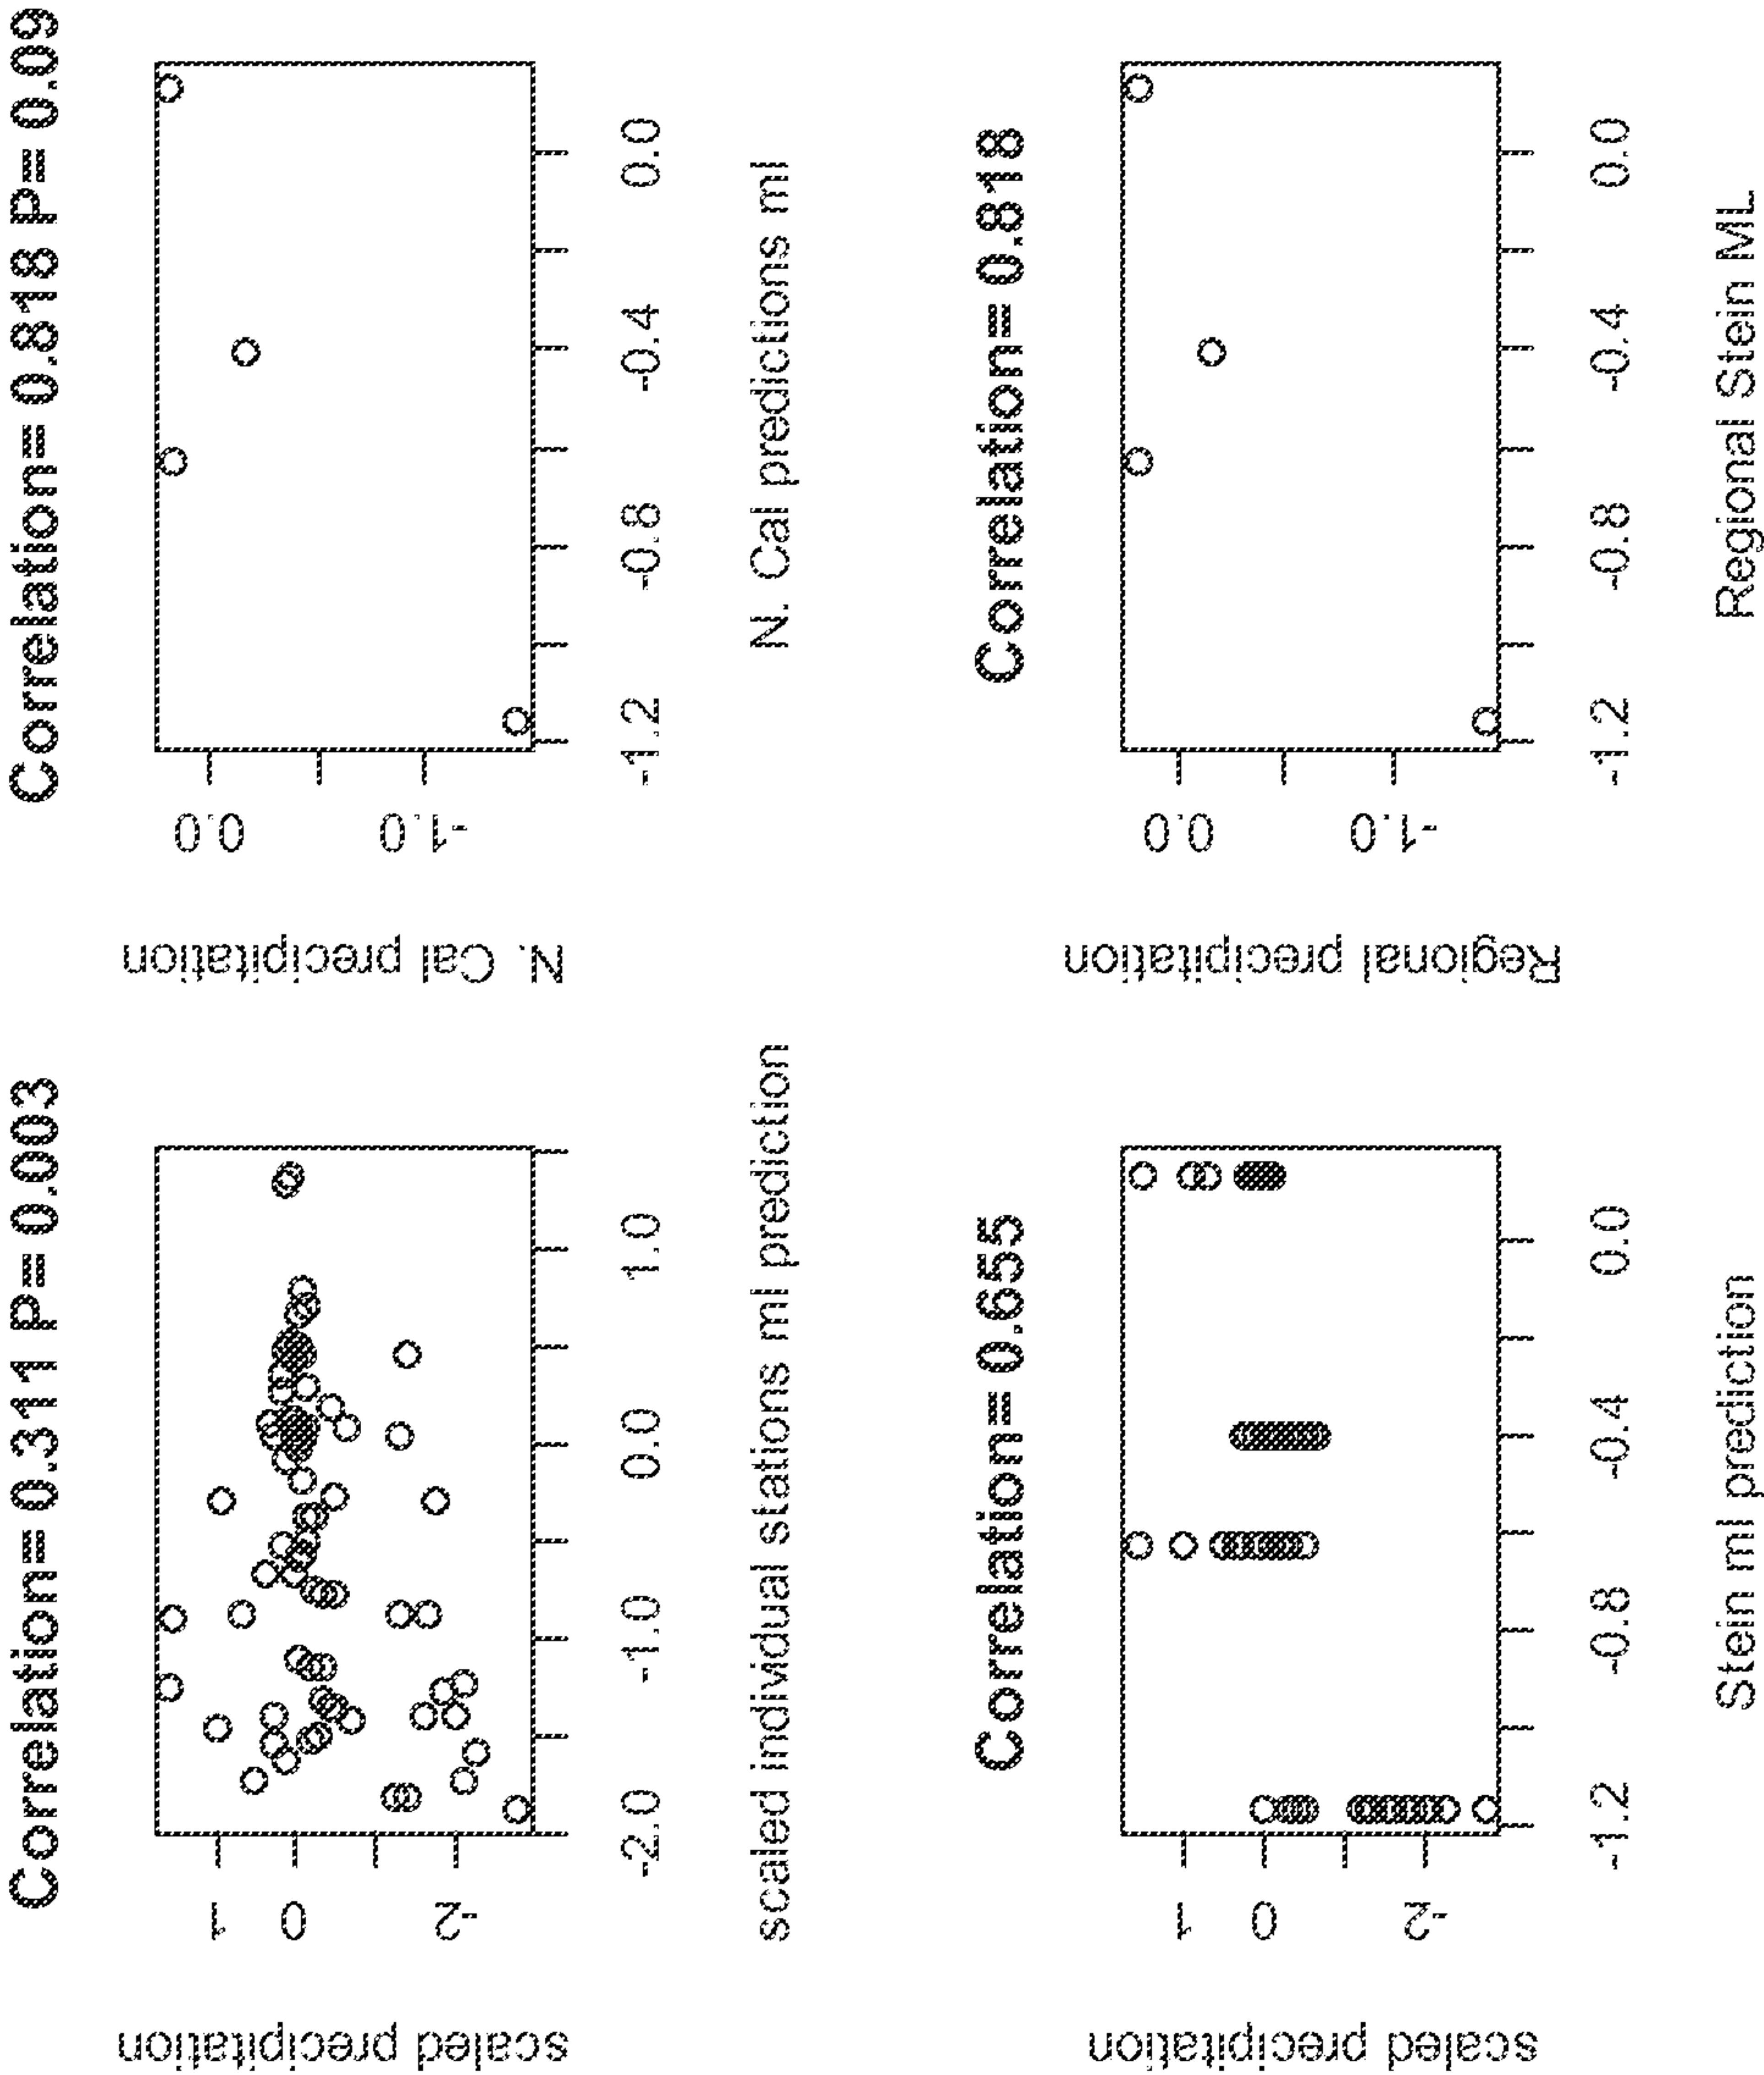 Correlation= 0.311 P= 0.003
scaled precipitation
1
0
-2
-2.0
-1.0
0.0
1.0
scaled individual stations ml prediction
Correlation= 0.818 P= 0.09
N. Cal precipitation
0.0
-1.0
-1.2
-0.8
-0.4
0.0
N. Cal predictions ml
Correlation= 0.655
scaled precipitation
1
0
-2
-1.2
-0.8
-0.4
0.0
Stein ml prediction
Correlation= 0.818
Regional precipitation
0.0
-1.0
-1.2
-0.8
-0.4
0.0
Regional Stein ML